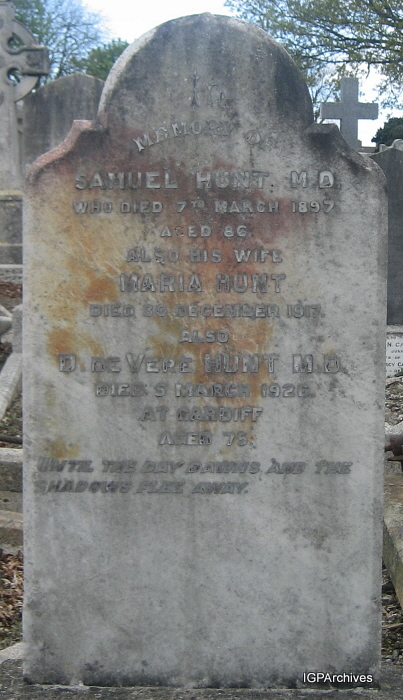 IN
MEMORY OF
SAMUEL HUNT. M.D.
WHO DIED 7TH MARCH 1897
AGED 86.
ALSO HIS WIFE
MARIA HUNT
DIED DECEMBER 1917.
ALSO
D. DE VERE HUNT M.D.
DIED 5 MARCH 1926.
AT CARDIFF
AGED
UNTIL THE DAY DAWNS, AND THE
SHADOWS FLEE AWAY.
IGPArchives